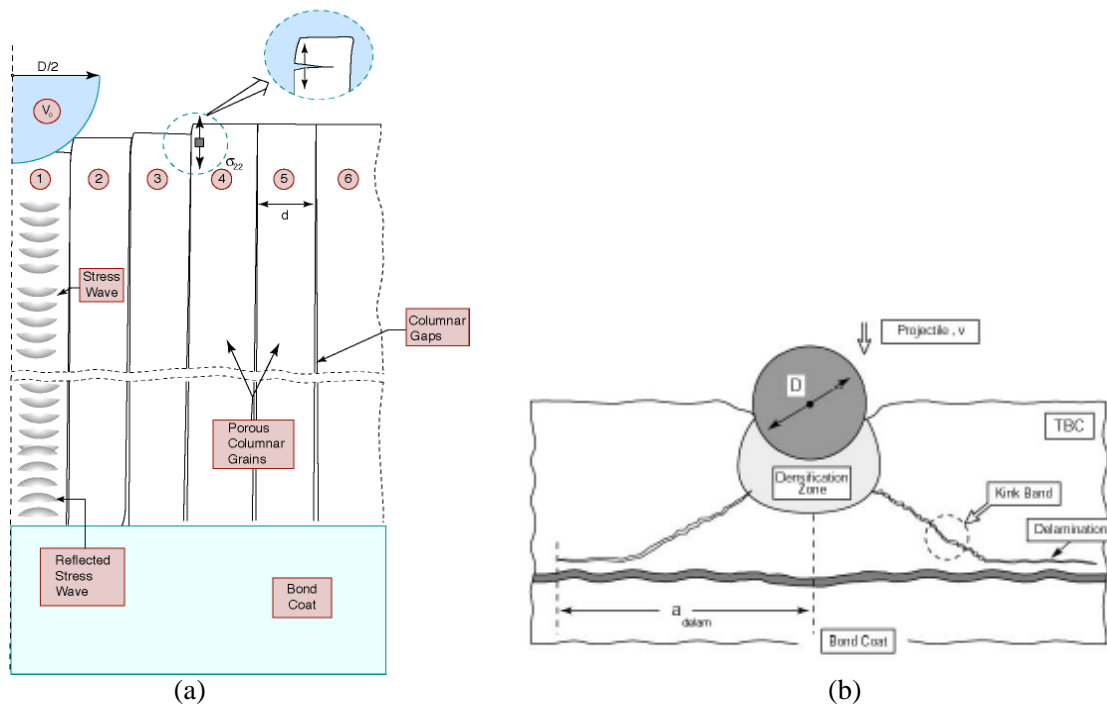 D/2
V₀
σ₂₂
1
2
3
4
5
6
d
Stress
Wave
Columnar
Gaps
Porous
Columnar
Grains
Reflected
Stress
Wave
Bond
Coat
(a)
Projectile , v
D
TBC
Densification
Zone
Kink Band
Delamination
a delam
Bond Coat
(b)